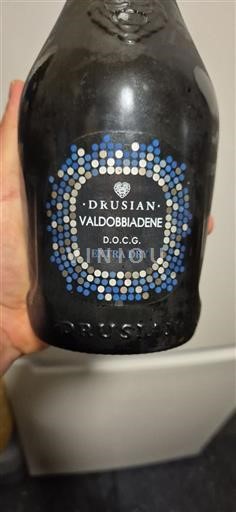 · DRUSIAN ·
VALDOBBIADENE
D.O.C.G.
EXTRA DRY
DRUSIAN